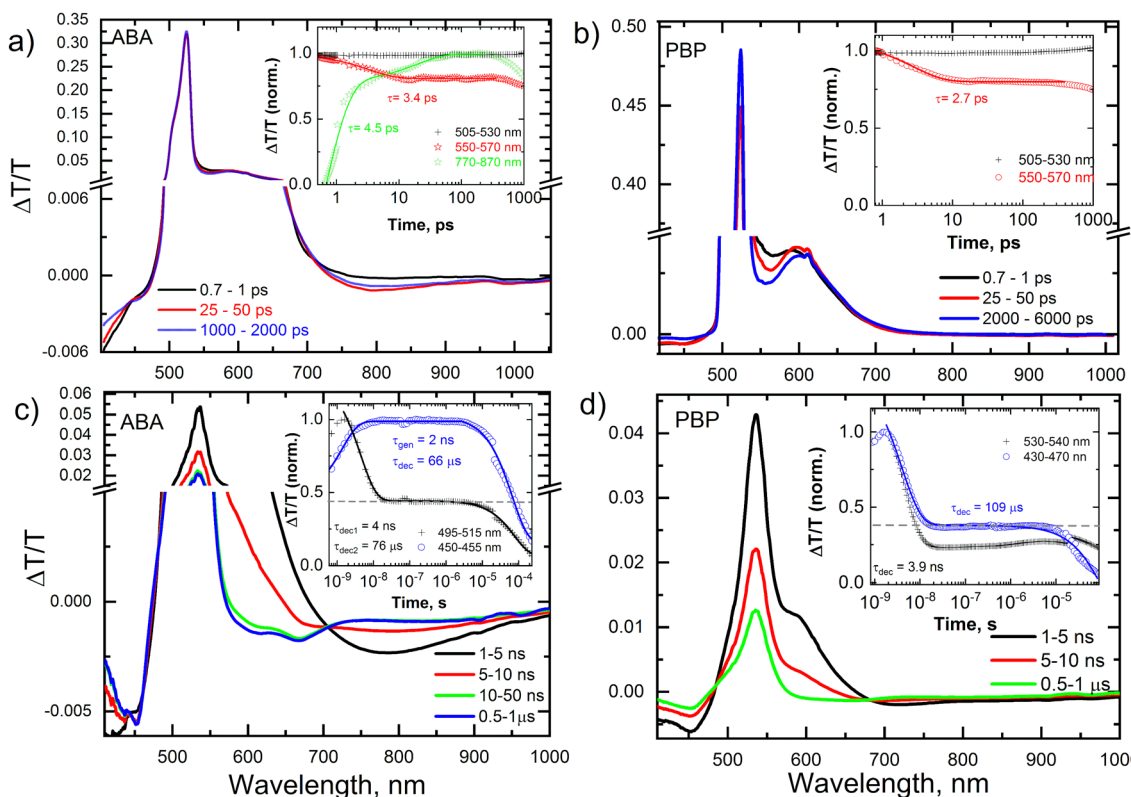 a)
ABA
ΔT/T
0.35
0.30
0.25
0.20
0.15
0.10
0.05
0.006
0.000
-0.006
500 600 700 800 900 1000
0.7 - 1 ps
25 - 50 ps
1000 - 2000 ps
ΔT/T (norm.)
1.0
0.5
0.0
1 10 100 1000
Time, ps
τ= 3.4 ps
τ= 4.5 ps
505-530 nm
550-570 nm
770-870 nm
b)
PBP
0.50
0.45
0.40
0.00
500 600 700 800 900 1000
0.7 - 1 ps
25 - 50 ps
2000 - 6000 ps
ΔT/T (norm.)
1.0
0.5
0.0
1 10 100 1000
Time, ps
τ= 2.7 ps
505-530 nm
550-570 nm
c)
ABA
ΔT/T
0.06
0.05
0.04
0.03
0.02
0.000
-0.005
500 600 700 800 900 1000
Wavelength, nm
1-5 ns
5-10 ns
10-50 ns
0.5-1μs
ΔT/T (norm.)
1.0
0.5
0.0
10⁻⁹ 10⁻⁸ 10⁻⁷ 10⁻⁶ 10⁻⁵ 10⁻⁴
Time, s
τgen = 2 ns
τdec = 66 μs
τdec1 = 4 ns
τdec2 = 76 μs
495-515 nm
450-455 nm
d)
PBP
0.04
0.03
0.02
0.01
0.00
500 600 700 800 900 1000
Wavelength, nm
1-5 ns
5-10 ns
0.5-1 μs
ΔT/T (norm.)
1.0
0.5
0.0
10⁻⁹ 10⁻⁸ 10⁻⁷ 10⁻⁶ 10⁻⁵
Time, s
530-540 nm
430-470 nn
τdec = 109 μs
τdec = 3.9 ns